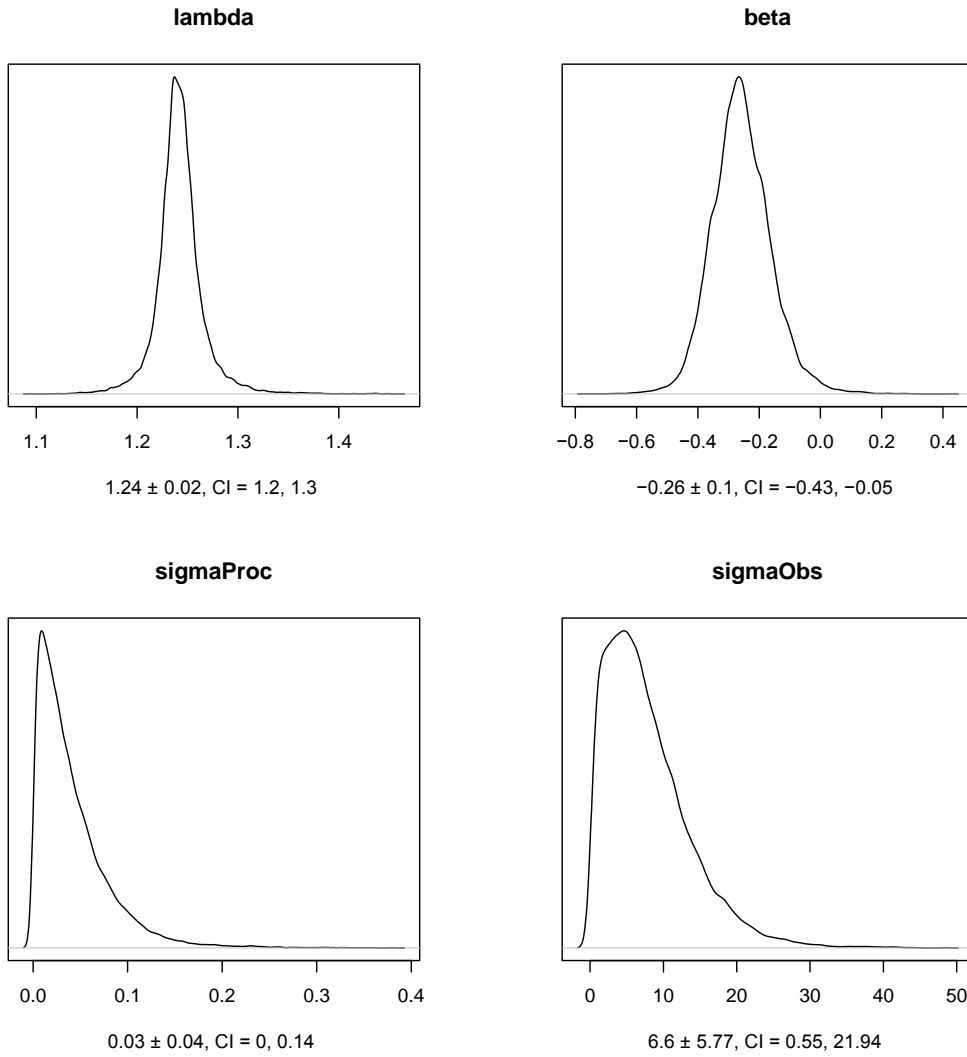 lambda
beta
1.1 1.2 1.3 1.4
−0.8 −0.6 −0.4 −0.2 0.0 0.2 0.4
1.24 ± 0.02, CI = 1.2, 1.3
−0.26 ± 0.1, CI = −0.43, −0.05
sigmaProc
sigmaObs
0.0 0.1 0.2 0.3 0.4
0 10 20 30 40 50
0.03 ± 0.04, CI = 0, 0.14
6.6 ± 5.77, CI = 0.55, 21.94